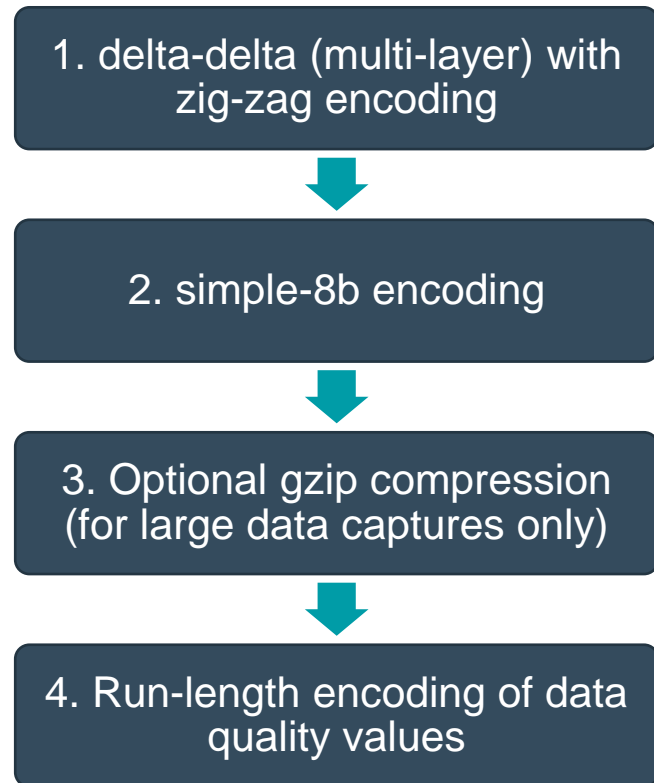 1. delta-delta (multi-layer) with
zig-zag encoding
2. simple-8b encoding
3. Optional gzip compression
(for large data captures only)
4. Run-length encoding of data
quality values